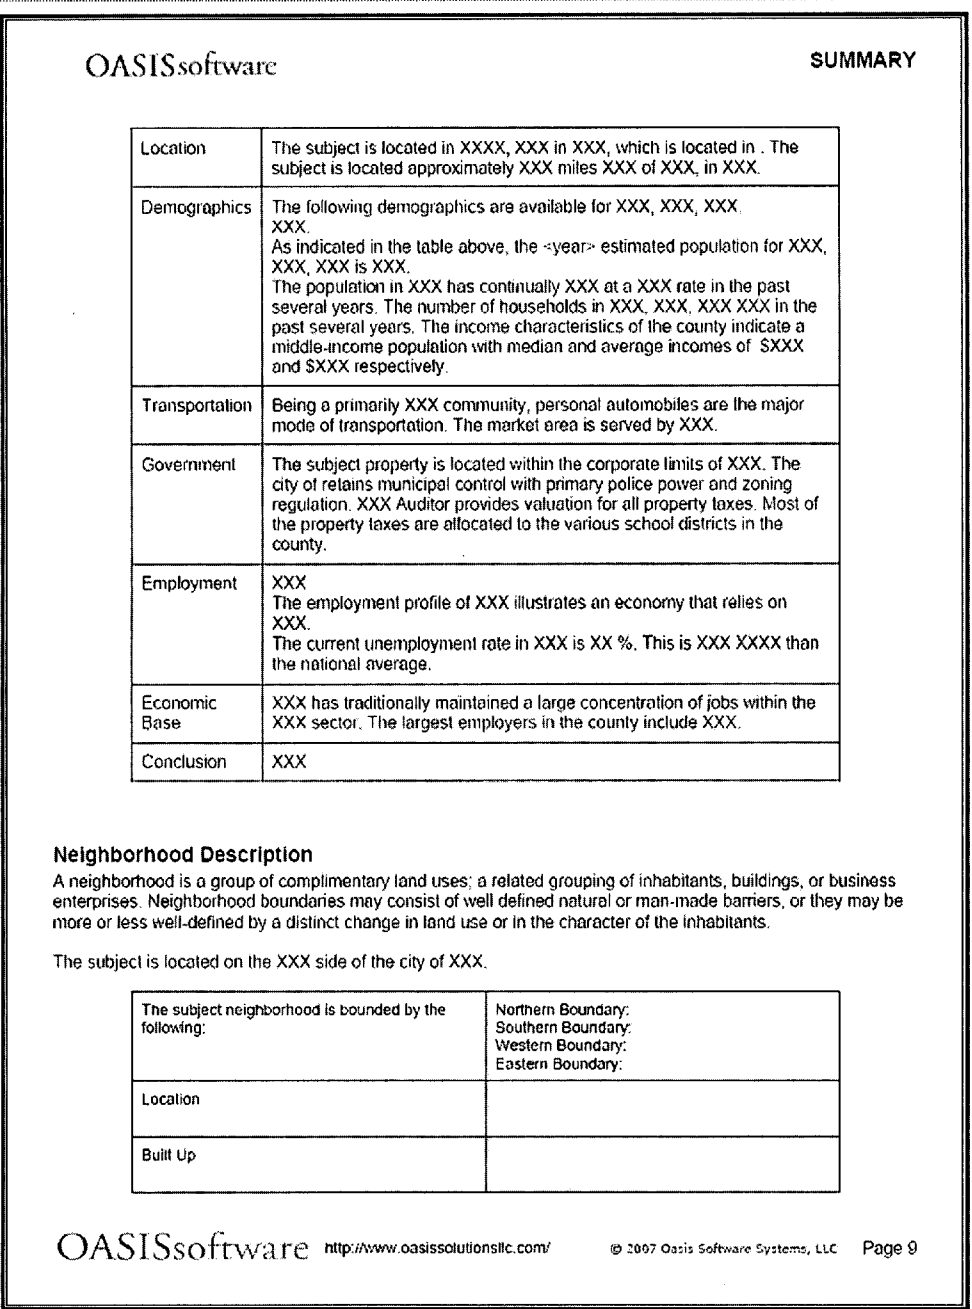 OASISsoftware
SUMMARY
Location
The subject is located in XXXX, XXX in XXX, which is located in . The
subject is located approximately XXX miles XXX of XXX, in XXX.
Demographics
The following demographics are available for XXX, XXX, XXX
XXX.
As indicated in the table above, the <year> estimated population for XXX,
XXX, XXX is XXX.
The population in XXX has continually XXX at a XXX rate in the past
several years. The number of households in XXX, XXX, XXX XXX in the
past several years. The income characteristics of the county indicate a
middle-income population with median and average incomes of $XXX
and $XXX respectively.
Transportation
Being a primarily XXX community, personal automobiles are the major
mode of transportation. The market area is served by XXX.
Government
The subject property is located within the corporate limits of XXX. The
city of retains municipal control with primary police power and zoning
regulation. XXX Auditor provides valuation for all property taxes. Most of
the property taxes are allocated to the various school districts in the
county.
Employment
XXX
The employment profile of XXX illustrates an economy that relies on
XXX.
The current unemployment rate in XXX is XX %. This is XXX XXXX than
the national average.
Economic
Base
XXX has traditionally maintained a large concentration of jobs within the
XXX sector. The largest employers in the county include XXX.
Conclusion
XXX
Neighborhood Description
A neighborhood is a group of complimentary land uses; a related grouping of inhabitants, buildings, or business
enterprises. Neighborhood boundaries may consist of well defined natural or man-made barriers, or they may be
more or less well-defined by a distinct change in land use or in the character of the inhabitants.
The subject is located on the XXX side of the city of XXX.
The subject neighborhood is bounded by the
following:
Northern Boundary:
Southern Boundary:
Western Boundary:
Eastern Boundary:
Location
Built Up
OASISsoftware http://www.oasissolutionsllc.com/ © 2007 Oasis Software Systems, LLC Page 9